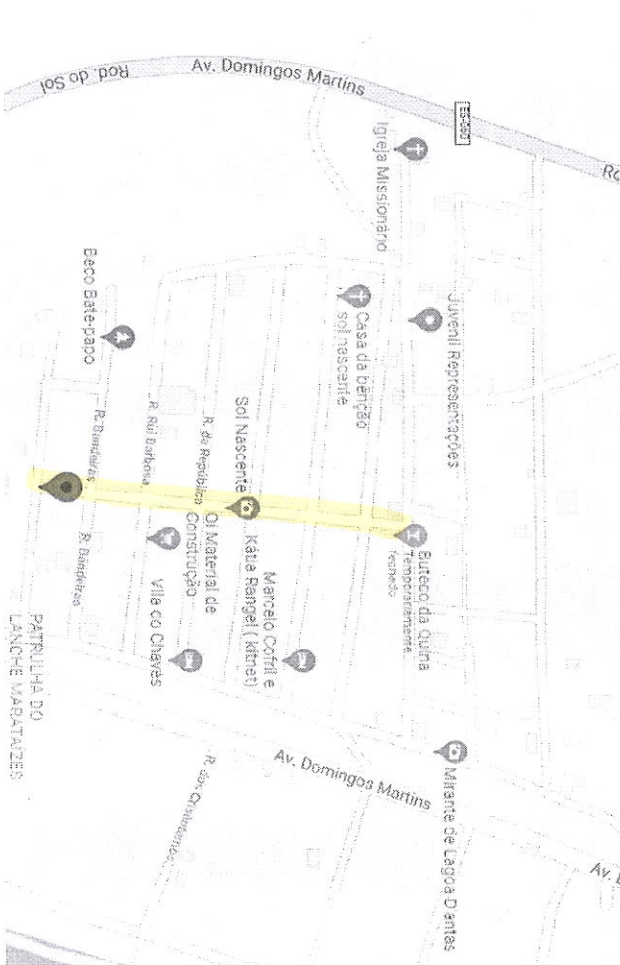 Rod. do Sol
Av. Domingos Martins
ES-060
Igreja Missionário
Juvenil Representações
Casa da bênção
sol nascente
Beco Bate-papo
Sol Nascente
R. da República
R. Rui Barbosa
R. Bandeiras
R. Bandeiras
Buteco da Quina
Temporariamente
fechado
Oi Material de
Construção
Kátia Rangel ( kitnet)
Marcelo Cofril e
Vila do Chaves
PATRULHA DO
LANCHE MARATAÍZES
Av. Domingos Martins
Mirante de Lagoa Dantas